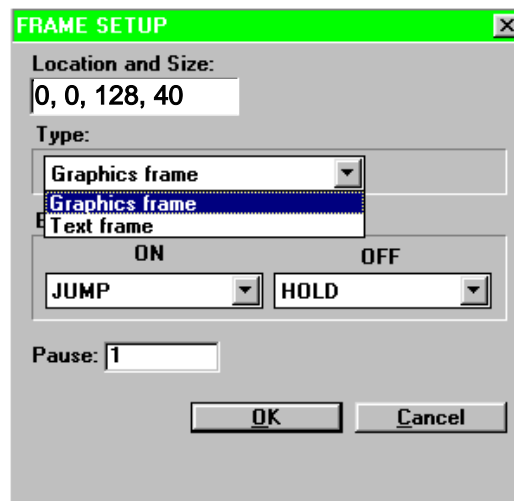 FRAME SETUP
Location and Size:
0, 0, 128, 40
Type:
Graphics frame
Graphics frame
Text frame
ON OFF
JUMP HOLD
Pause: 1
OK Cancel